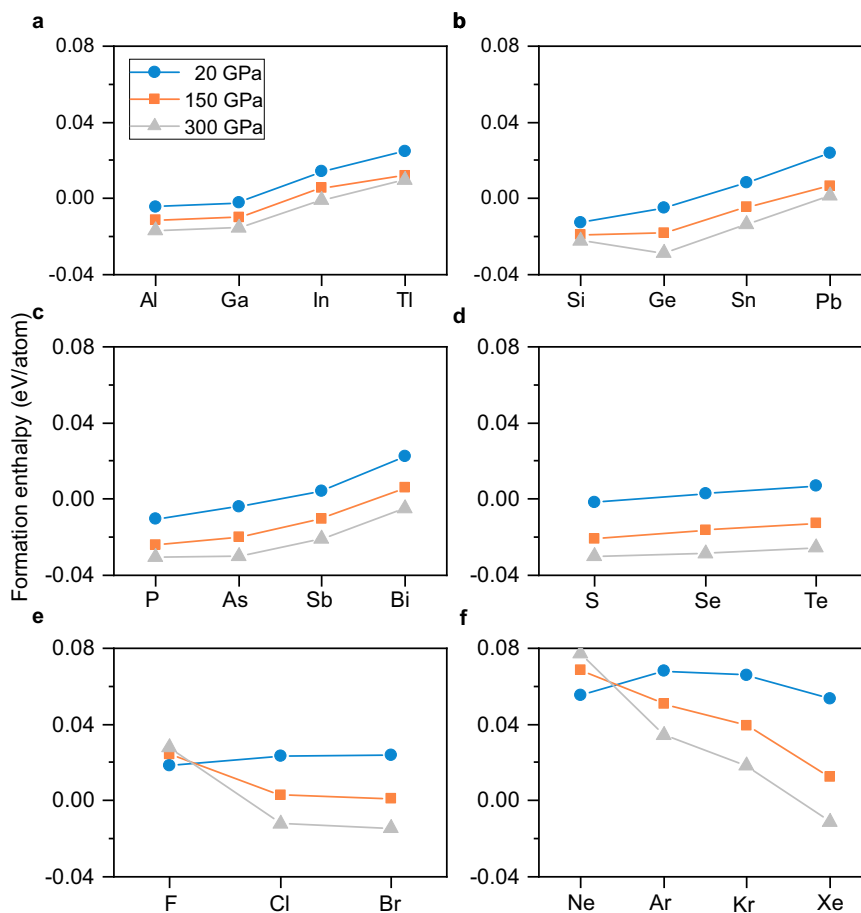 a
0.08
0.04
0.00
-0.04
20 GPa
150 GPa
300 GPa
Al Ga In Tl
b
0.08
0.04
0.00
-0.04
Si Ge Sn Pb
c
0.08
0.04
0.00
-0.04
P As Sb Bi
d
0.08
0.04
0.00
-0.04
S Se Te
Formation enthalpy (eV/atom)
e
0.08
0.04
0.00
-0.04
F Cl Br
f
0.08
0.04
0.00
-0.04
Ne Ar Kr Xe